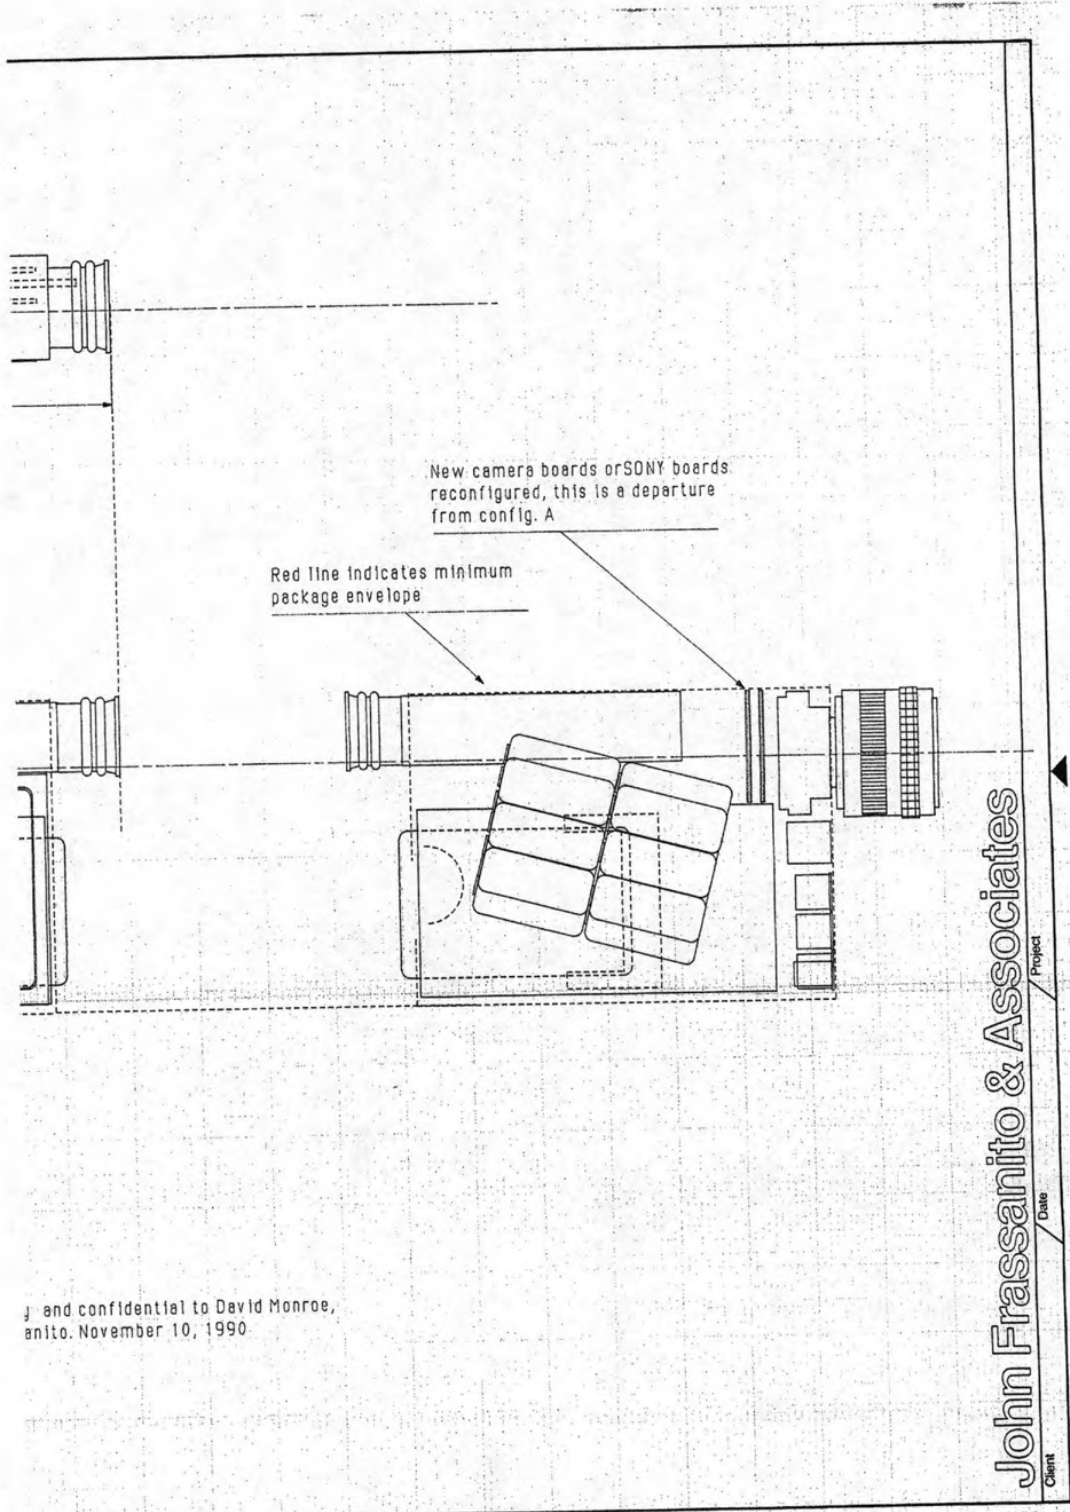 New camera boards orSONY boards
reconfigured, this is a departure
from config. A
Red line indicates minimum
package envelope
and confidential to David Monroe,
anito. November 10, 1990
John Frassanito & Associates
Client
Date
Project